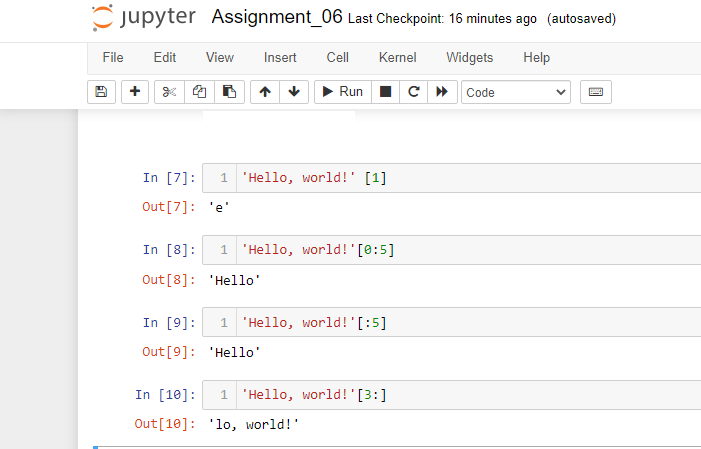 jupyter Assignment_06 Last Checkpoint: 16 minutes ago (autosaved)
File Edit View Insert Cell Kernel Widgets Help
Run Code
In [7]: 1 'Hello, world!' [1]
Out[7]: 'e'
In [8]: 1 'Hello, world!'[0:5]
Out[8]: 'Hello'
In [9]: 1 'Hello, world!'[:5]
Out[9]: 'Hello'
In [10]: 1 'Hello, world!'[3:]
Out[10]: 'lo, world!'